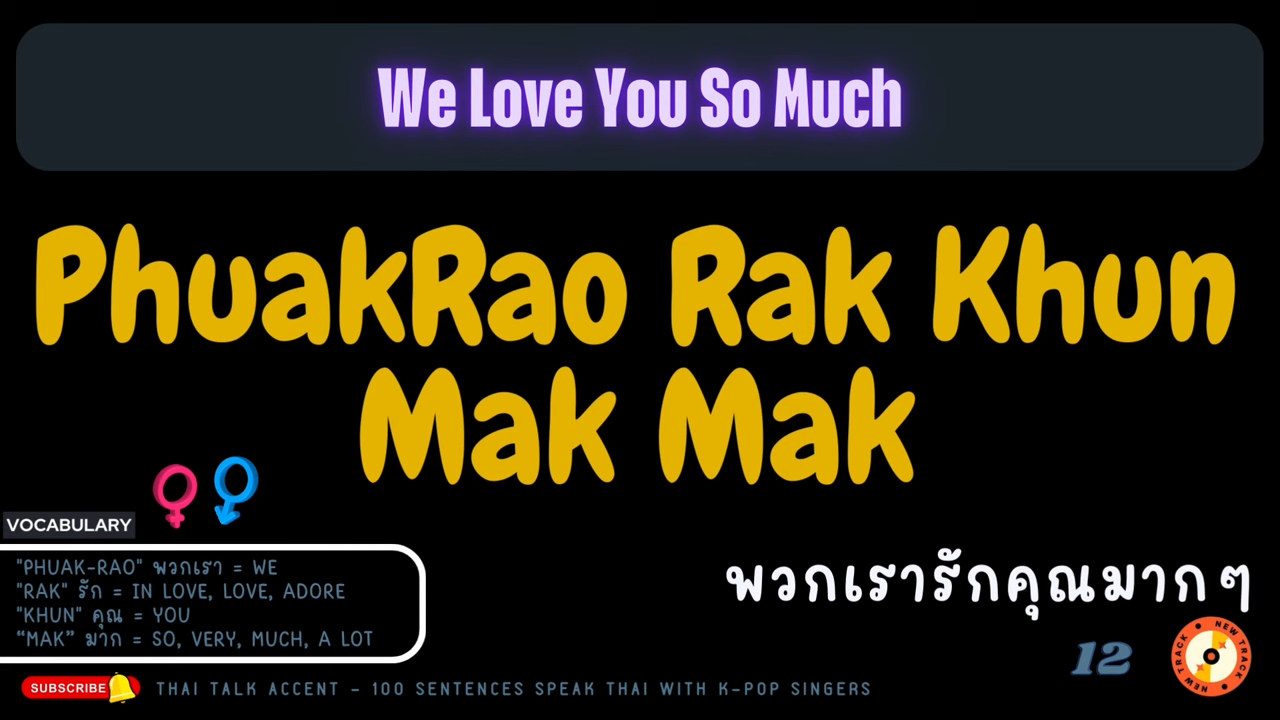 We Love You So Much
PhuakRao Rak Khun
Mak Mak
VOCABULARY
"PHUAK-RAO" พวกเรา = WE
"RAK" รัก = IN LOVE, LOVE, ADORE
"KHUN" คุณ = YOU
“MAK” มาก = SO, VERY, MUCH, A LOT
พวกเรารักคุณมากๆ
12
NEW TRACK • NEW TRACK •
SUBSCRIBE
THAI TALK ACCENT – 100 SENTENCES SPEAK THAI WITH K-POP SINGERS